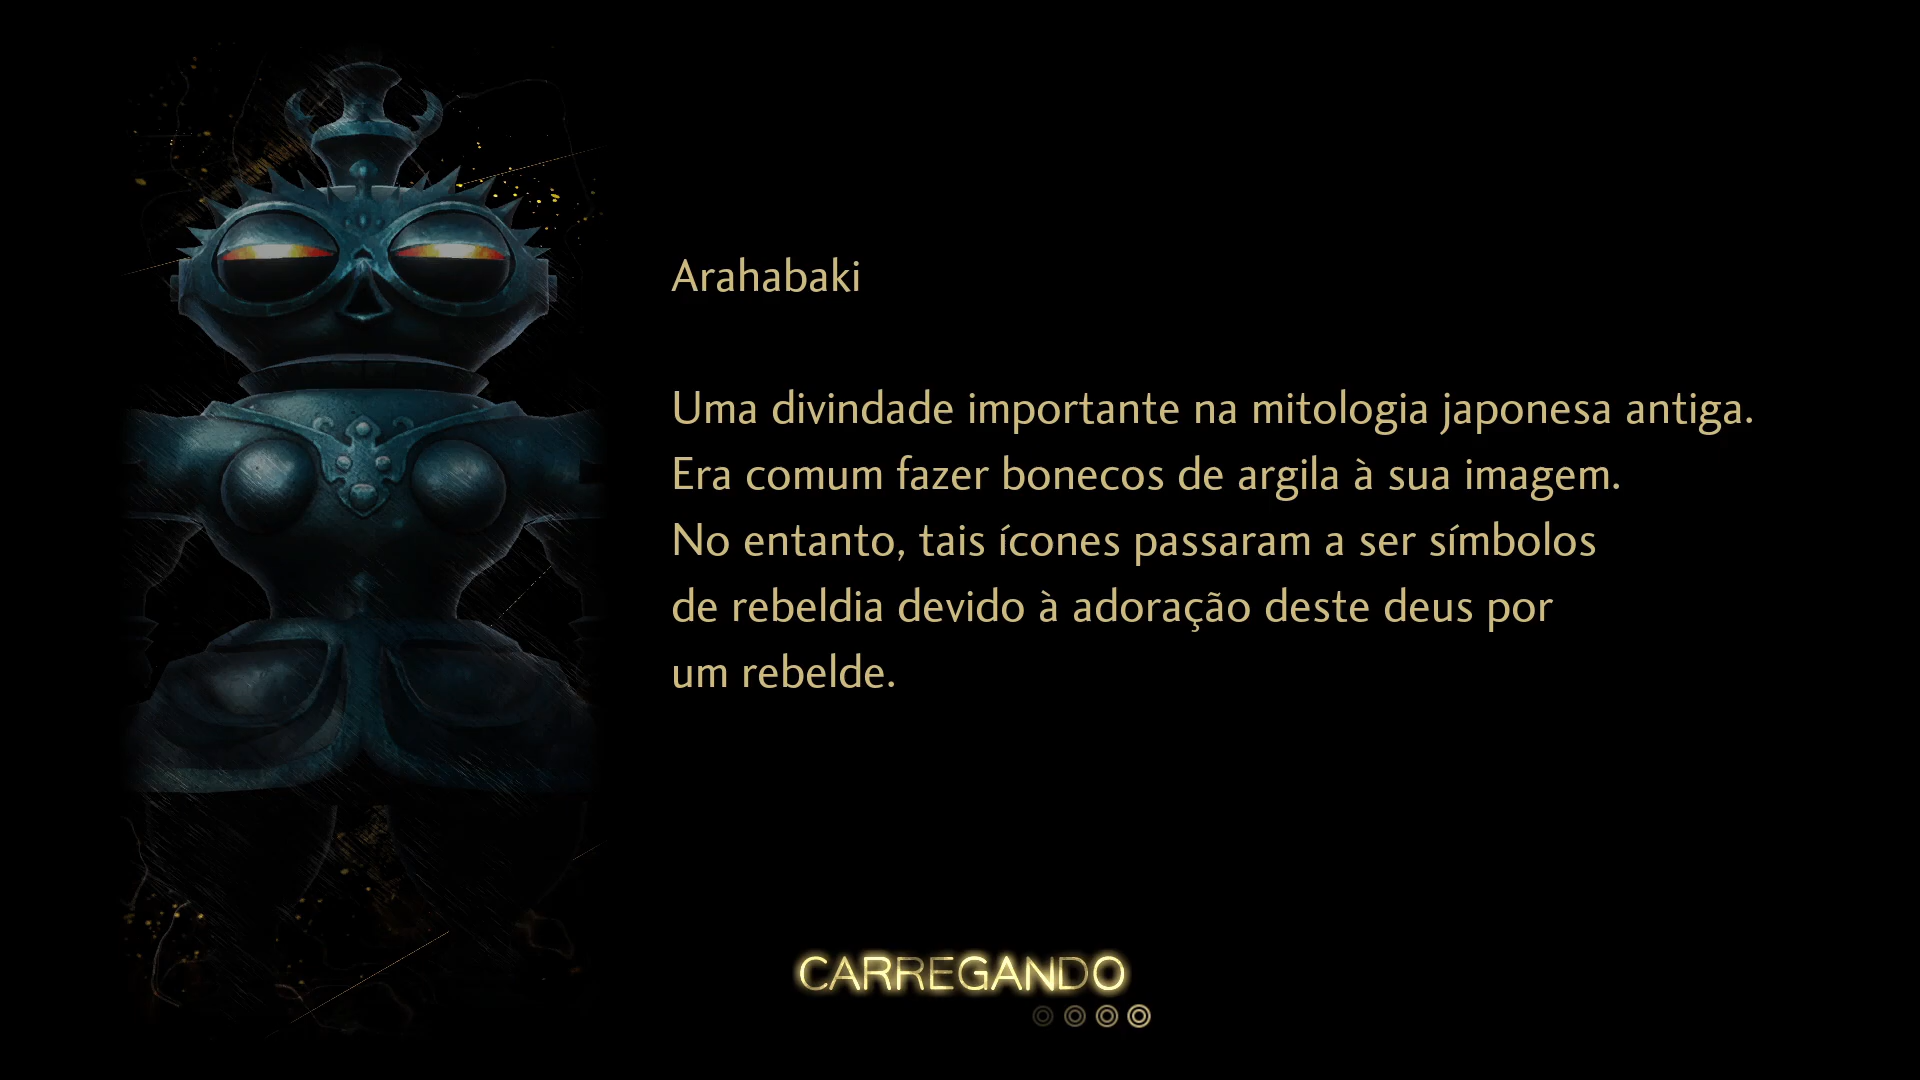 Arahabaki
Uma divindade importante na mitologia japonesa antiga.
Era comum fazer bonecos de argila à sua imagem.
No entanto, tais ícones passaram a ser símbolos
de rebeldia devido à adoração deste deus por
um rebelde.
CARREGANDO